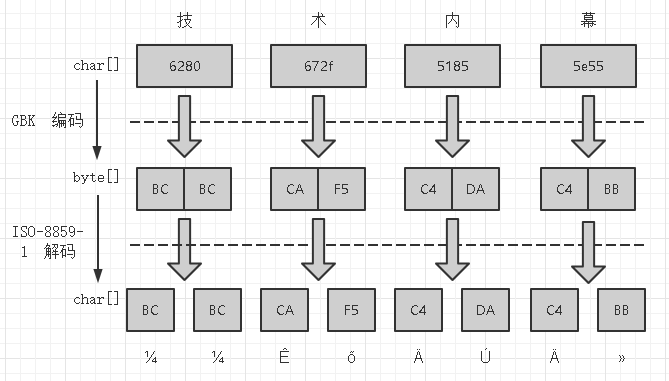 技 术 内 幕
char[] 6280 672f 5185 5e55
GBK 编码
byte[] BC BC CA F5 C4 DA C4 BB
ISO-8859-
1 解码
char[] BC BC CA F5 C4 DA C4 BB
¼ ¼ Ê ő Ä Ú Ä »